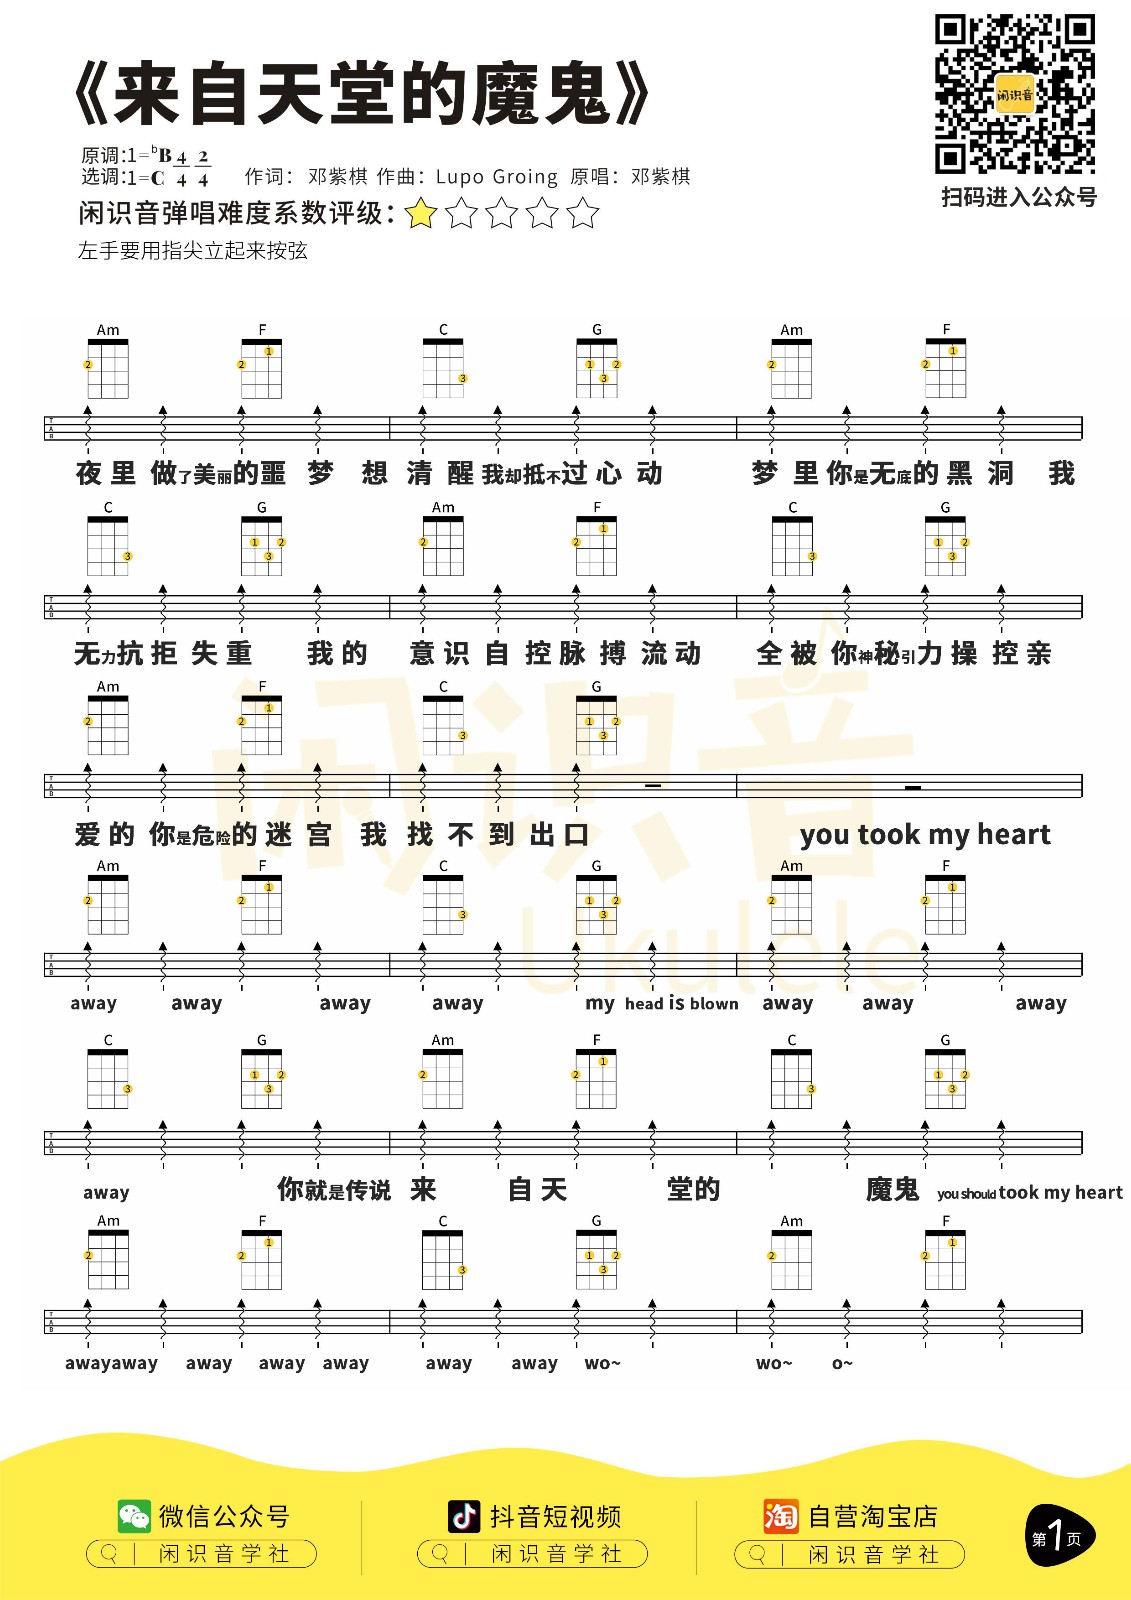 《来自天堂的魔鬼》
闲识音
扫码进入公众号
原调:1=ᵇB 4/4 2/4
选调:1=C 作词：邓紫棋 作曲：Lupo Groing 原唱：邓紫棋
闲识音弹唱难度系数评级：
左手要用指尖立起来按弦
Am F C G Am F
夜里 做了美丽的噩 梦 想 清 醒 我却抵不过 心 动 梦 里 你是无底的 黑 洞 我
C G Am F C G
无力抗 拒 失 重 我 的 意 识 自 控 脉 搏 流 动 全 被 你神秘引力 操 控 亲
Am F C G
爱 的 你是危险的 迷 宫 我 找 不 到 出 口 you took my heart
Am F C G Am F
away away away away my head is blown away away away
C G Am F C G
away 你就是传说 来 自 天 堂的 魔鬼 you should took my heart
Am F C G Am F
awayaway away away away away away wo~ wo~ o~
闲识音
Ukulele
微信公众号 抖音短视频 淘 自营淘宝店
闲识音学社 闲识音学社 闲识音学社
第1页